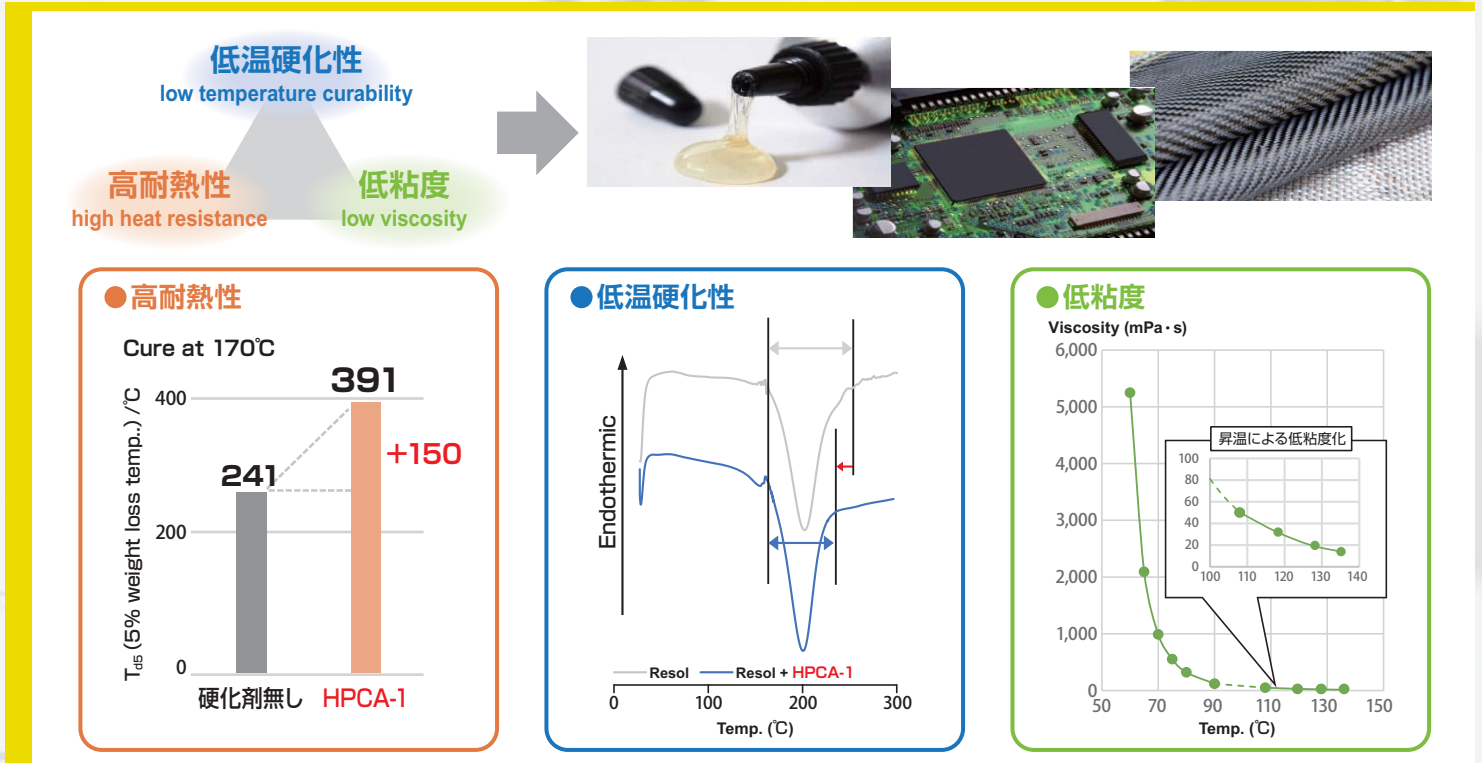 低温硬化性
low temperature curability
高耐熱性
high heat resistance
低粘度
low viscosity
●高耐熱性
Cure at 170℃
Td5 (5% weight loss temp..) /℃
400
200
0
241
391
+150
硬化剤無し
HPCA-1
●低温硬化性
Endothermic
Resol
Resol + HPCA-1
0
100
200
300
Temp. (℃)
●低粘度
Viscosity (mPa・s)
6,000
5,000
4,000
3,000
2,000
1,000
0
50
70
90
110
130
150
Temp. (℃)
昇温による低粘度化
100
80
60
40
20
0
100
110
120
130
140